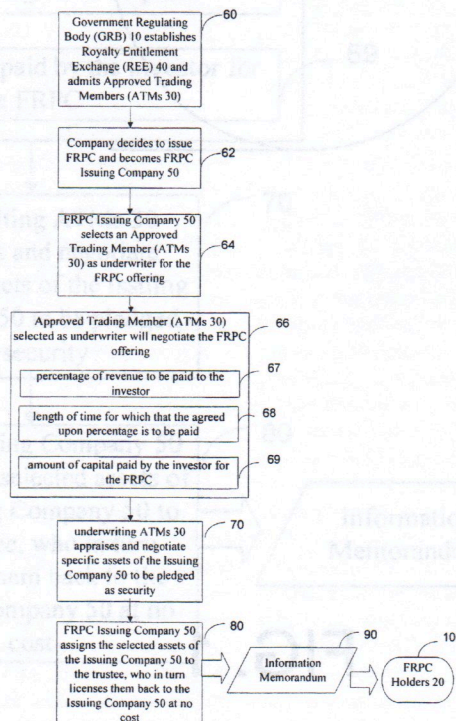 Government Regulating
Body (GRB) 10 establishes
Royalty Entitlement
Exchange (REE) 40 and
admits Approved Trading
Members (ATMs 30)
60
Company decides to issue
FRPC and becomes FRPC
Issuing Company 50
62
FRPC Issuing Company 50
selects an Approved
Trading Member (ATMs
30) as underwriter for the
FRPC offering
64
Approved Trading Member (ATMs 30)
selected as underwriter will negotiate the FRPC
offering
66
67
percentage of revenue to be paid to the
investor
68
length of time for which that the agreed
upon percentage is to be paid
69
amount of capital paid by the investor for
the FRPC
70
underwriting ATMs 30
appraises and negotiate
specific assets of the Issuing
Company 50 to be pledged
as security
80
FRPC Issuing Company 50
assigns the selected assets of
the Issuing Company 50 to
the trustee, who in turn
licenses them back to the
Issuing Company 50 at no
cost
90
Information
Memorandum
FRPC
Holders 20